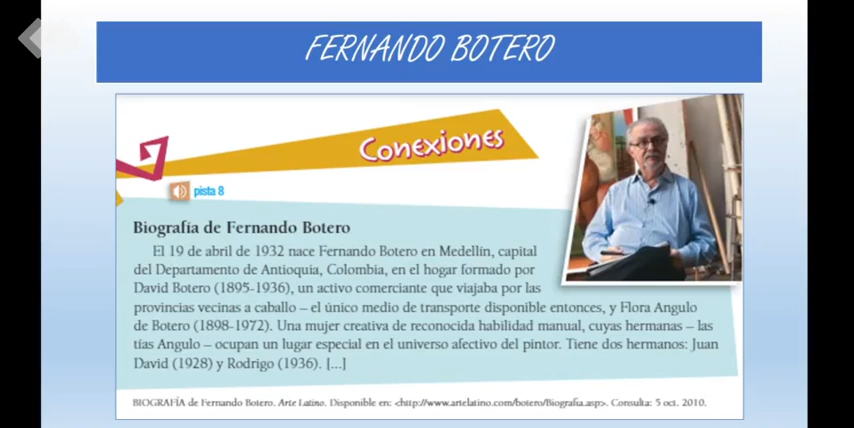 FERNANDO BOTERO
Conexiones
pista 8
Biografía de Fernando Botero
El 19 de abril de 1932 nace Fernando Botero en Medellín, capital
del Departamento de Antioquia, Colombia, en el hogar formado por
David Botero (1895-1936), un activo comerciante que viajaba por las
provincias vecinas a caballo – el único medio de transporte disponible entonces, y Flora Angulo
de Botero (1898-1972). Una mujer creativa de reconocida habilidad manual, cuyas hermanas – las
tías Angulo – ocupan un lugar especial en el universo afectivo del pintor. Tiene dos hermanos: Juan
David (1928) y Rodrigo (1936). [...]
BIOGRAFÍA de Fernando Botero. Arte Latino. Disponible en: <http://www.artelatino.com/botero/Biografia.asp>. Consulta: 5 oct. 2010.